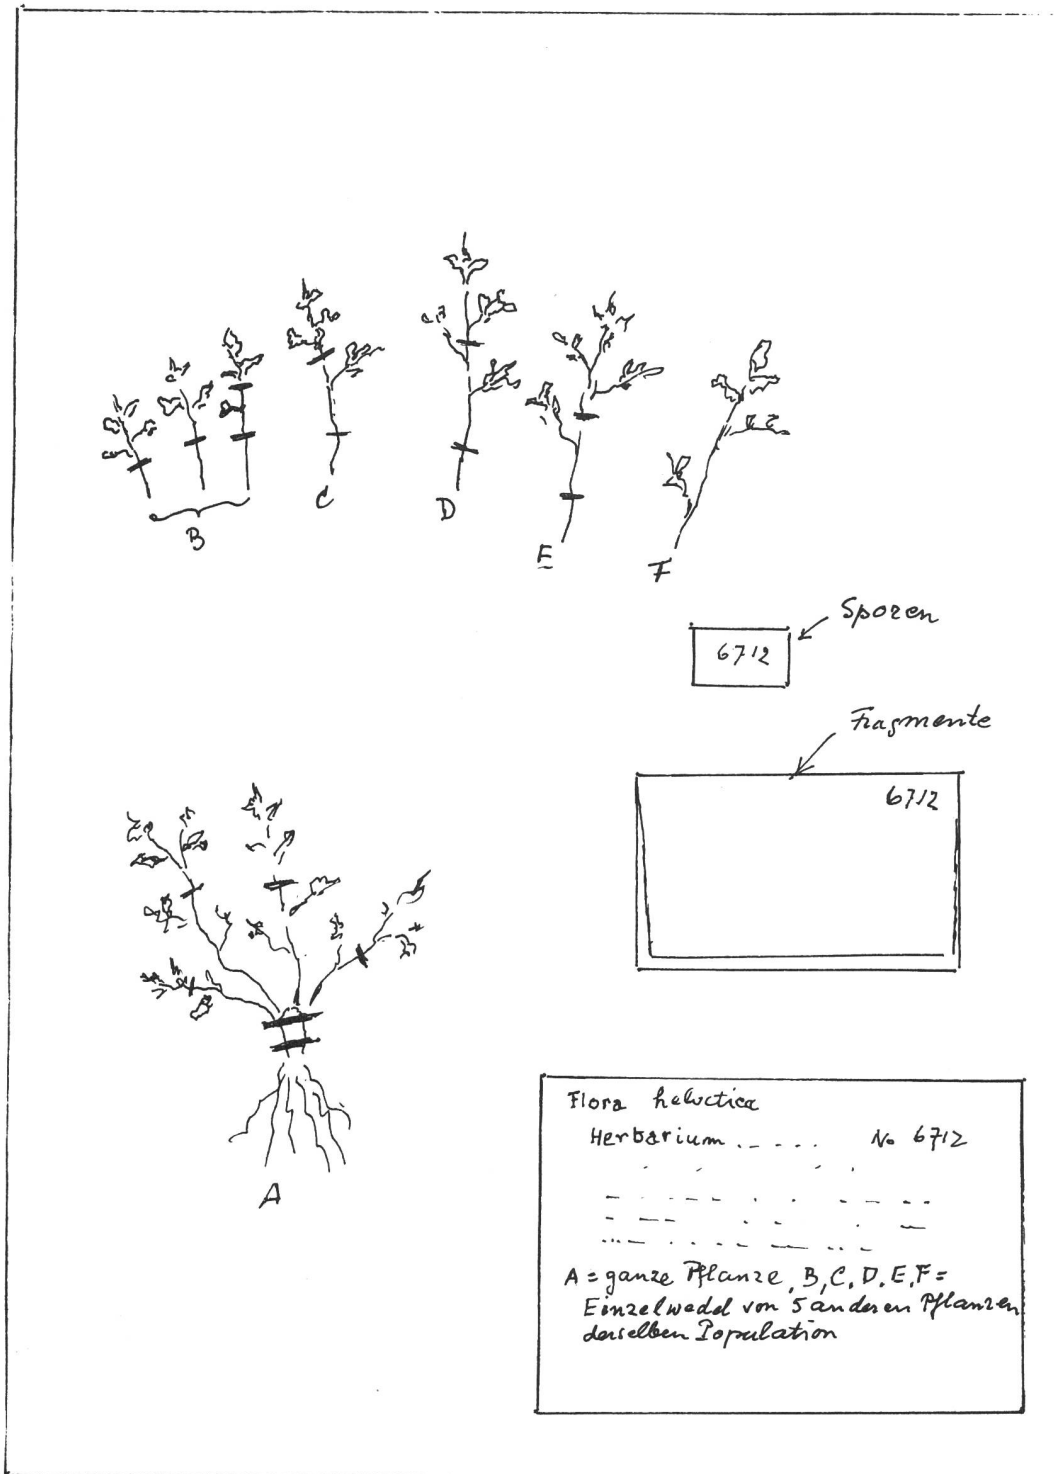 B
C
D
E
F
Sporen
6712
Fragmente
6712
A
Flora helvetica
Herbarium ..... No 6712
A = ganze Pflanze, B, C, D, E, F =
Einzelwedel von 5 anderen Pflanzen
derselben Population